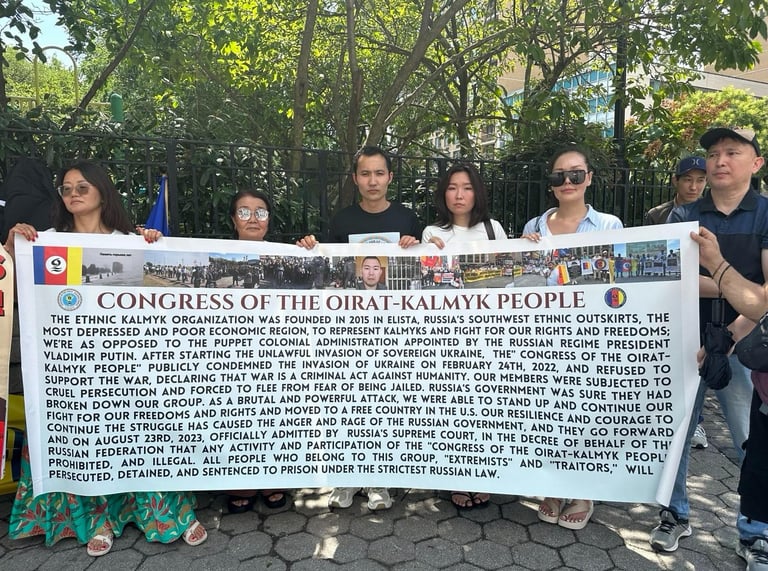 CONGRESS OF THE OIRAT-KALMYK PEOPLE
THE ETHNIC KALMYK ORGANIZATION WAS FOUNDED IN 2015 IN ELISTA, RUSSIA'S SOUTHWEST ETHNIC OUTSKIRTS, THE
MOST DEPRESSED AND POOR ECONOMIC REGION, TO REPRESENT KALMYKS AND FIGHT FOR OUR RIGHTS AND FREEDOMS;
WE'RE AS OPPOSED TO THE PUPPET COLONIAL ADMINISTRATION APPOINTED BY THE RUSSIAN REGIME PRESIDENT
VLADIMIR PUTIN. AFTER STARTING THE UNLAWFUL INVASION OF SOVEREIGN UKRAINE, THE" CONGRESS OF THE OIRAT-
KALMYK PEOPLE" PUBLICLY CONDEMNED THE INVASION OF UKRAINE ON FEBRUARY 24TH, 2022, AND REFUSED TO
SUPPORT THE WAR, DECLARING THAT WAR IS A CRIMINAL ACT AGAINST HUMANITY. OUR MEMBERS WERE SUBJECTED TO
CRUEL PERSECUTION AND FORCED TO FLEE FROM FEAR OF BEING JAILED. RUSSIA'S GOVERNMENT WAS SURE THEY HAD
BROKEN DOWN OUR GROUP. AS A BRUTAL AND POWERFUL ATTACK, WE WERE ABLE TO STAND UP AND CONTINUE OUR
FIGHT FOR OUR FREEDOMS AND RIGHTS AND MOVED TO A FREE COUNTRY IN THE U.S. OUR RESILIENCE AND COURAGE TO
CONTINUE THE STRUGGLE HAS CAUSED THE ANGER AND RAGE OF THE RUSSIAN GOVERNMENT, AND THEY GO FORWARD
AND ON AUGUST 23RD, 2023, OFFICIALLY ADMITTED BY RUSSIA'S SUPREME COURT, IN THE DECREE OF BEHALF OF TH
RUSSIAN FEDERATION THAT ANY ACTIVITY AND PARTICIPATION OF THE "CONGRESS OF THE OIRAT-KALMYK PEOPL
PROHIBITED, AND ILLEGAL. ALL PEOPLE WHO BELONG TO THIS GROUP, "EXTREMISTS" AND "TRAITORS," WILL
PERSECUTED, DETAINED, AND SENTENCED TO PRISON UNDER THE STRICTEST RUSSIAN LAW.